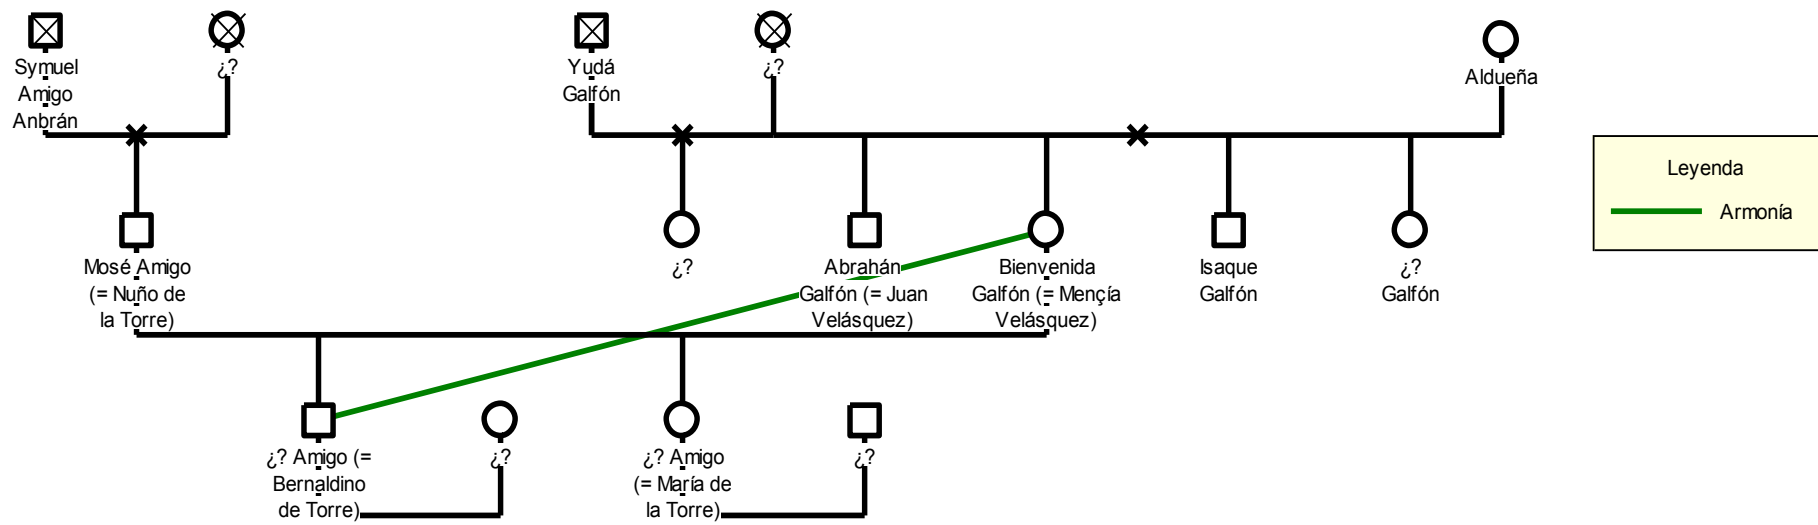 Symuel
Amigo
Anbrán
¿?
Yudá
Galfón
¿?
Aldueña
Leyenda
Armonía
Mosé Amigo
(= Nuño de
la Torre)
¿?
Abrahán
Galfón (= Juan
Velásquez)
Bienvenida
Galfón (= Mençía
Velásquez)
Isaque
Galfón
¿?
Galfón
¿? Amigo (=
Bernaldino
de Torre)
¿?
¿? Amigo
(= María de
la Torre)
¿?